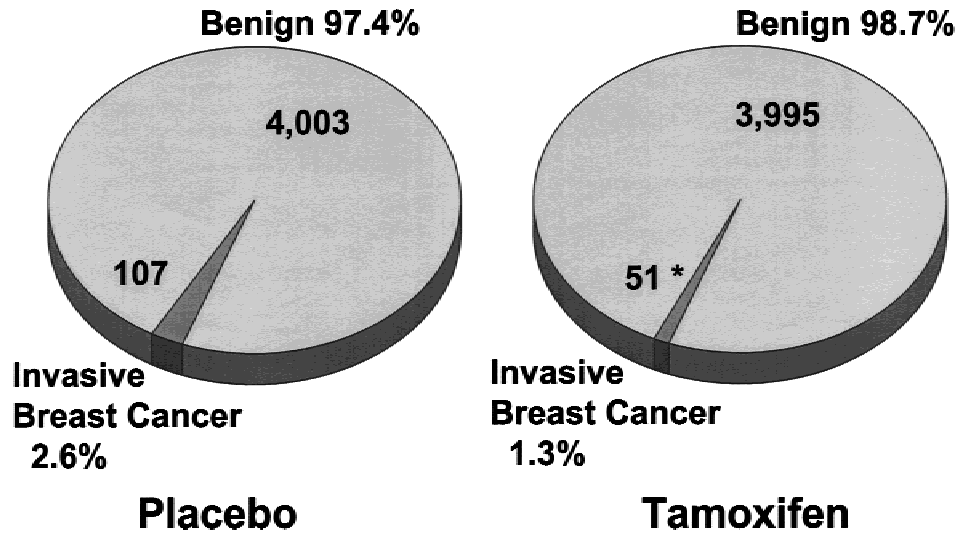 Benign 97.4%
4,003
107
Invasive
Breast Cancer
2.6%
Placebo
Benign 98.7%
3,995
51 *
Invasive
Breast Cancer
1.3%
Tamoxifen